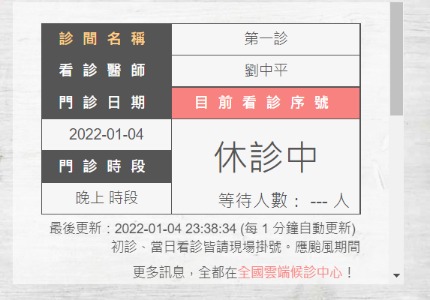 診間名稱 第一診
看診醫師 劉中平
門診日期 目前看診序號
2022-01-04
休診中
門診時段
晚上 時段 等待人數： --- 人
最後更新：2022-01-04 23:38:34 (每 1 分鐘自動更新)
初診、當日看診皆請現場掛號。應颱風期間
更多訊息，全都在全國雲端候診中心！